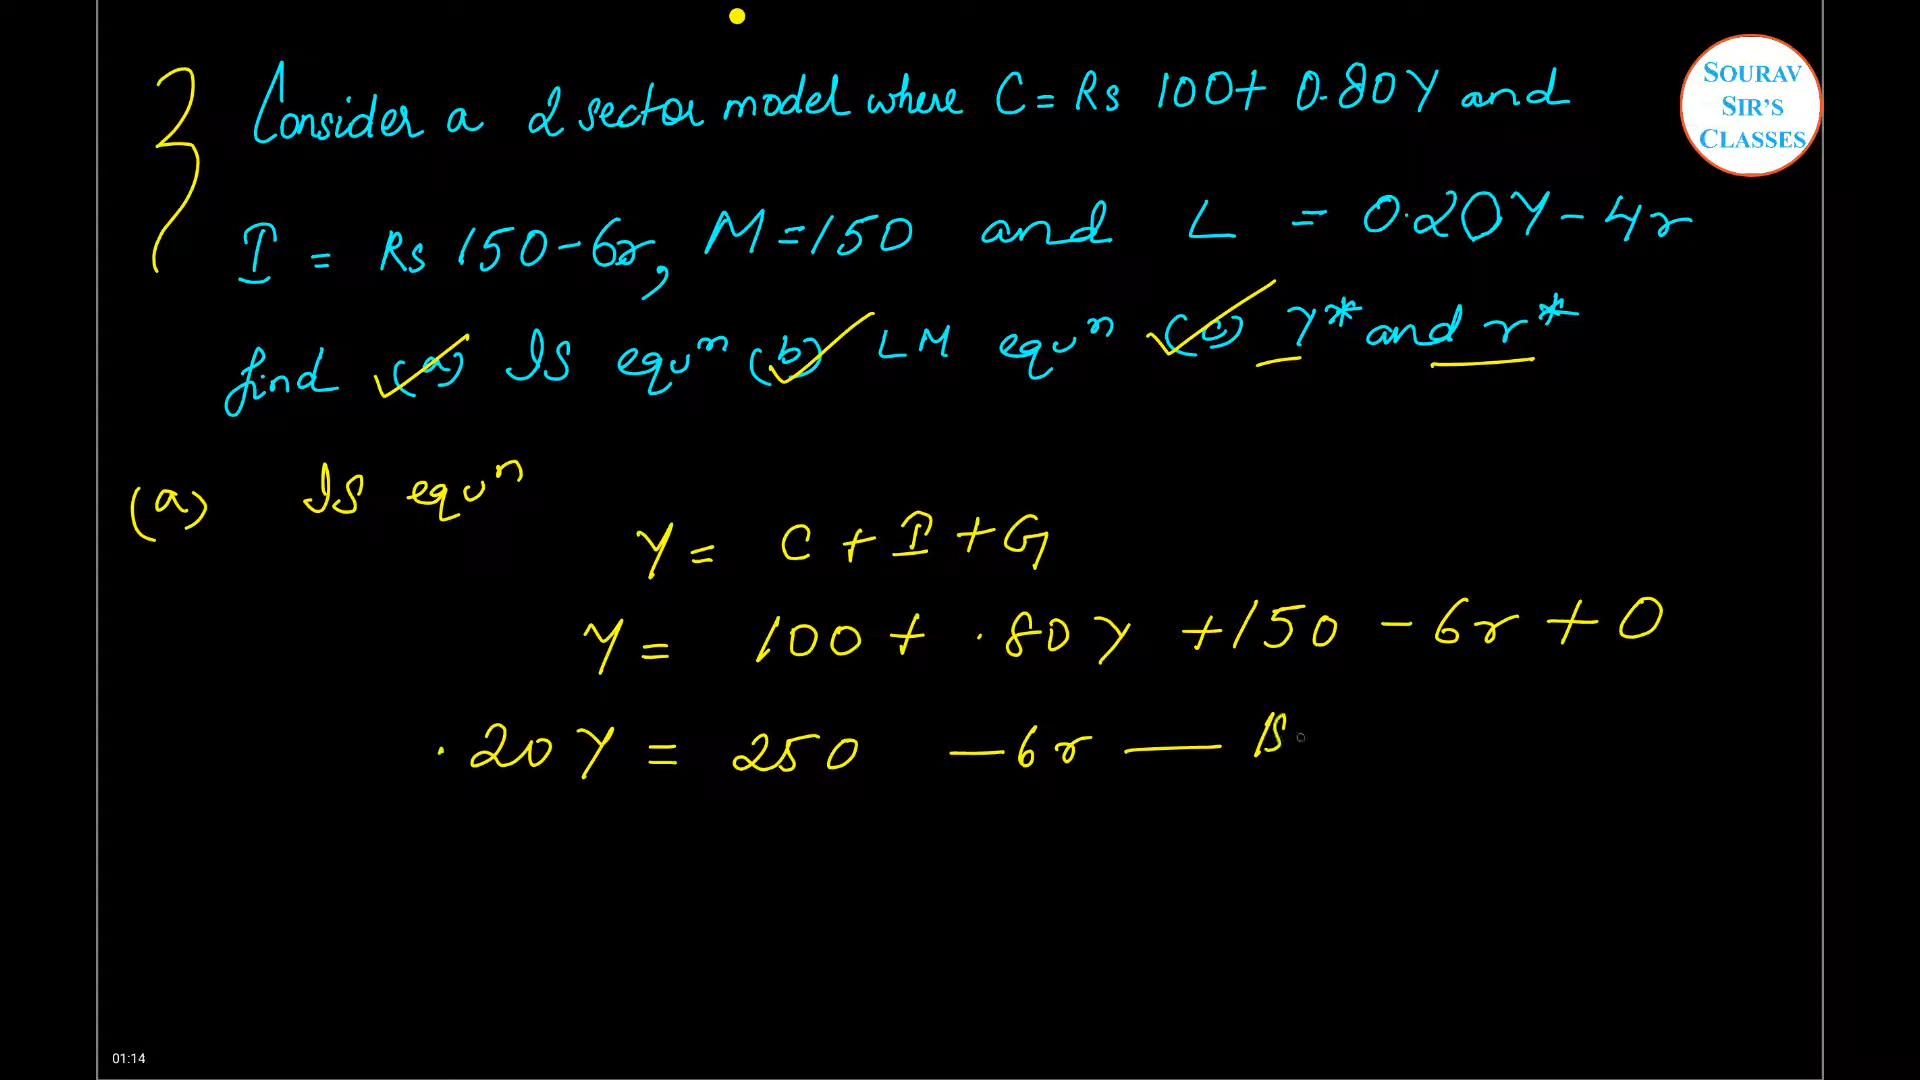 Consider a 2 sector model where C = Rs 100 + 0.80Y and
I = Rs 150 - 6r, M = 150 and L = 0.20Y - 4r
find (a) IS equⁿ (b) LM equⁿ (c) Y* and r*
(a) IS equⁿ
Y = C + I + G
Y = 100 + .80Y + 150 - 6r + 0
.20Y = 250 - 6r — IS
SOURAV
SIR'S
CLASSES
01:14